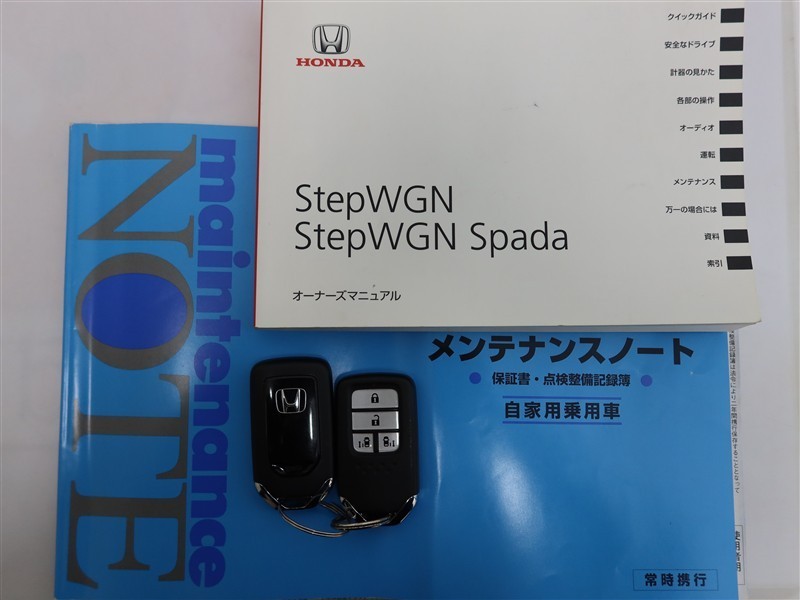 HONDA
StepWGN
StepWGN Spada
オーナーズマニュアル
クイックガイド
安全なドライブ
計器の見かた
各部の操作
オーディオ
運転
メンテナンス
万一の場合には
資料
索引
maintenance
NOTE
メンテナンスノート
● 保証書・点検整備記録簿 ●
自家用乗用車
常時携行
使用者用